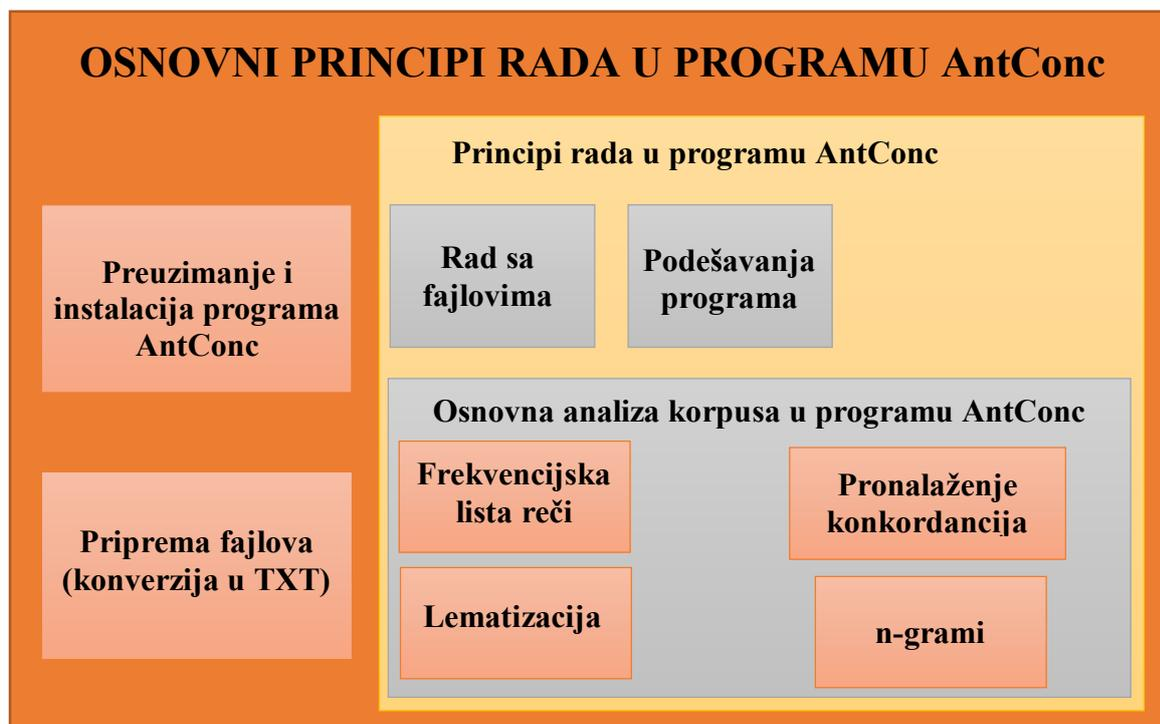 OSNOVNI PRINCIPI RADA U PROGRAMU AntConc
Principi rada u programu AntConc
Preuzimanje i
instalacija programa
AntConc
Rad sa
fajlovima
Podešavanja
programa
Priprema fajlova
(konverzija u TXT)
Osnovna analiza korpusa u programu AntConc
Frekvencijska
lista reči
Pronalaženje
konkordancija
Lematizacija
n-grami